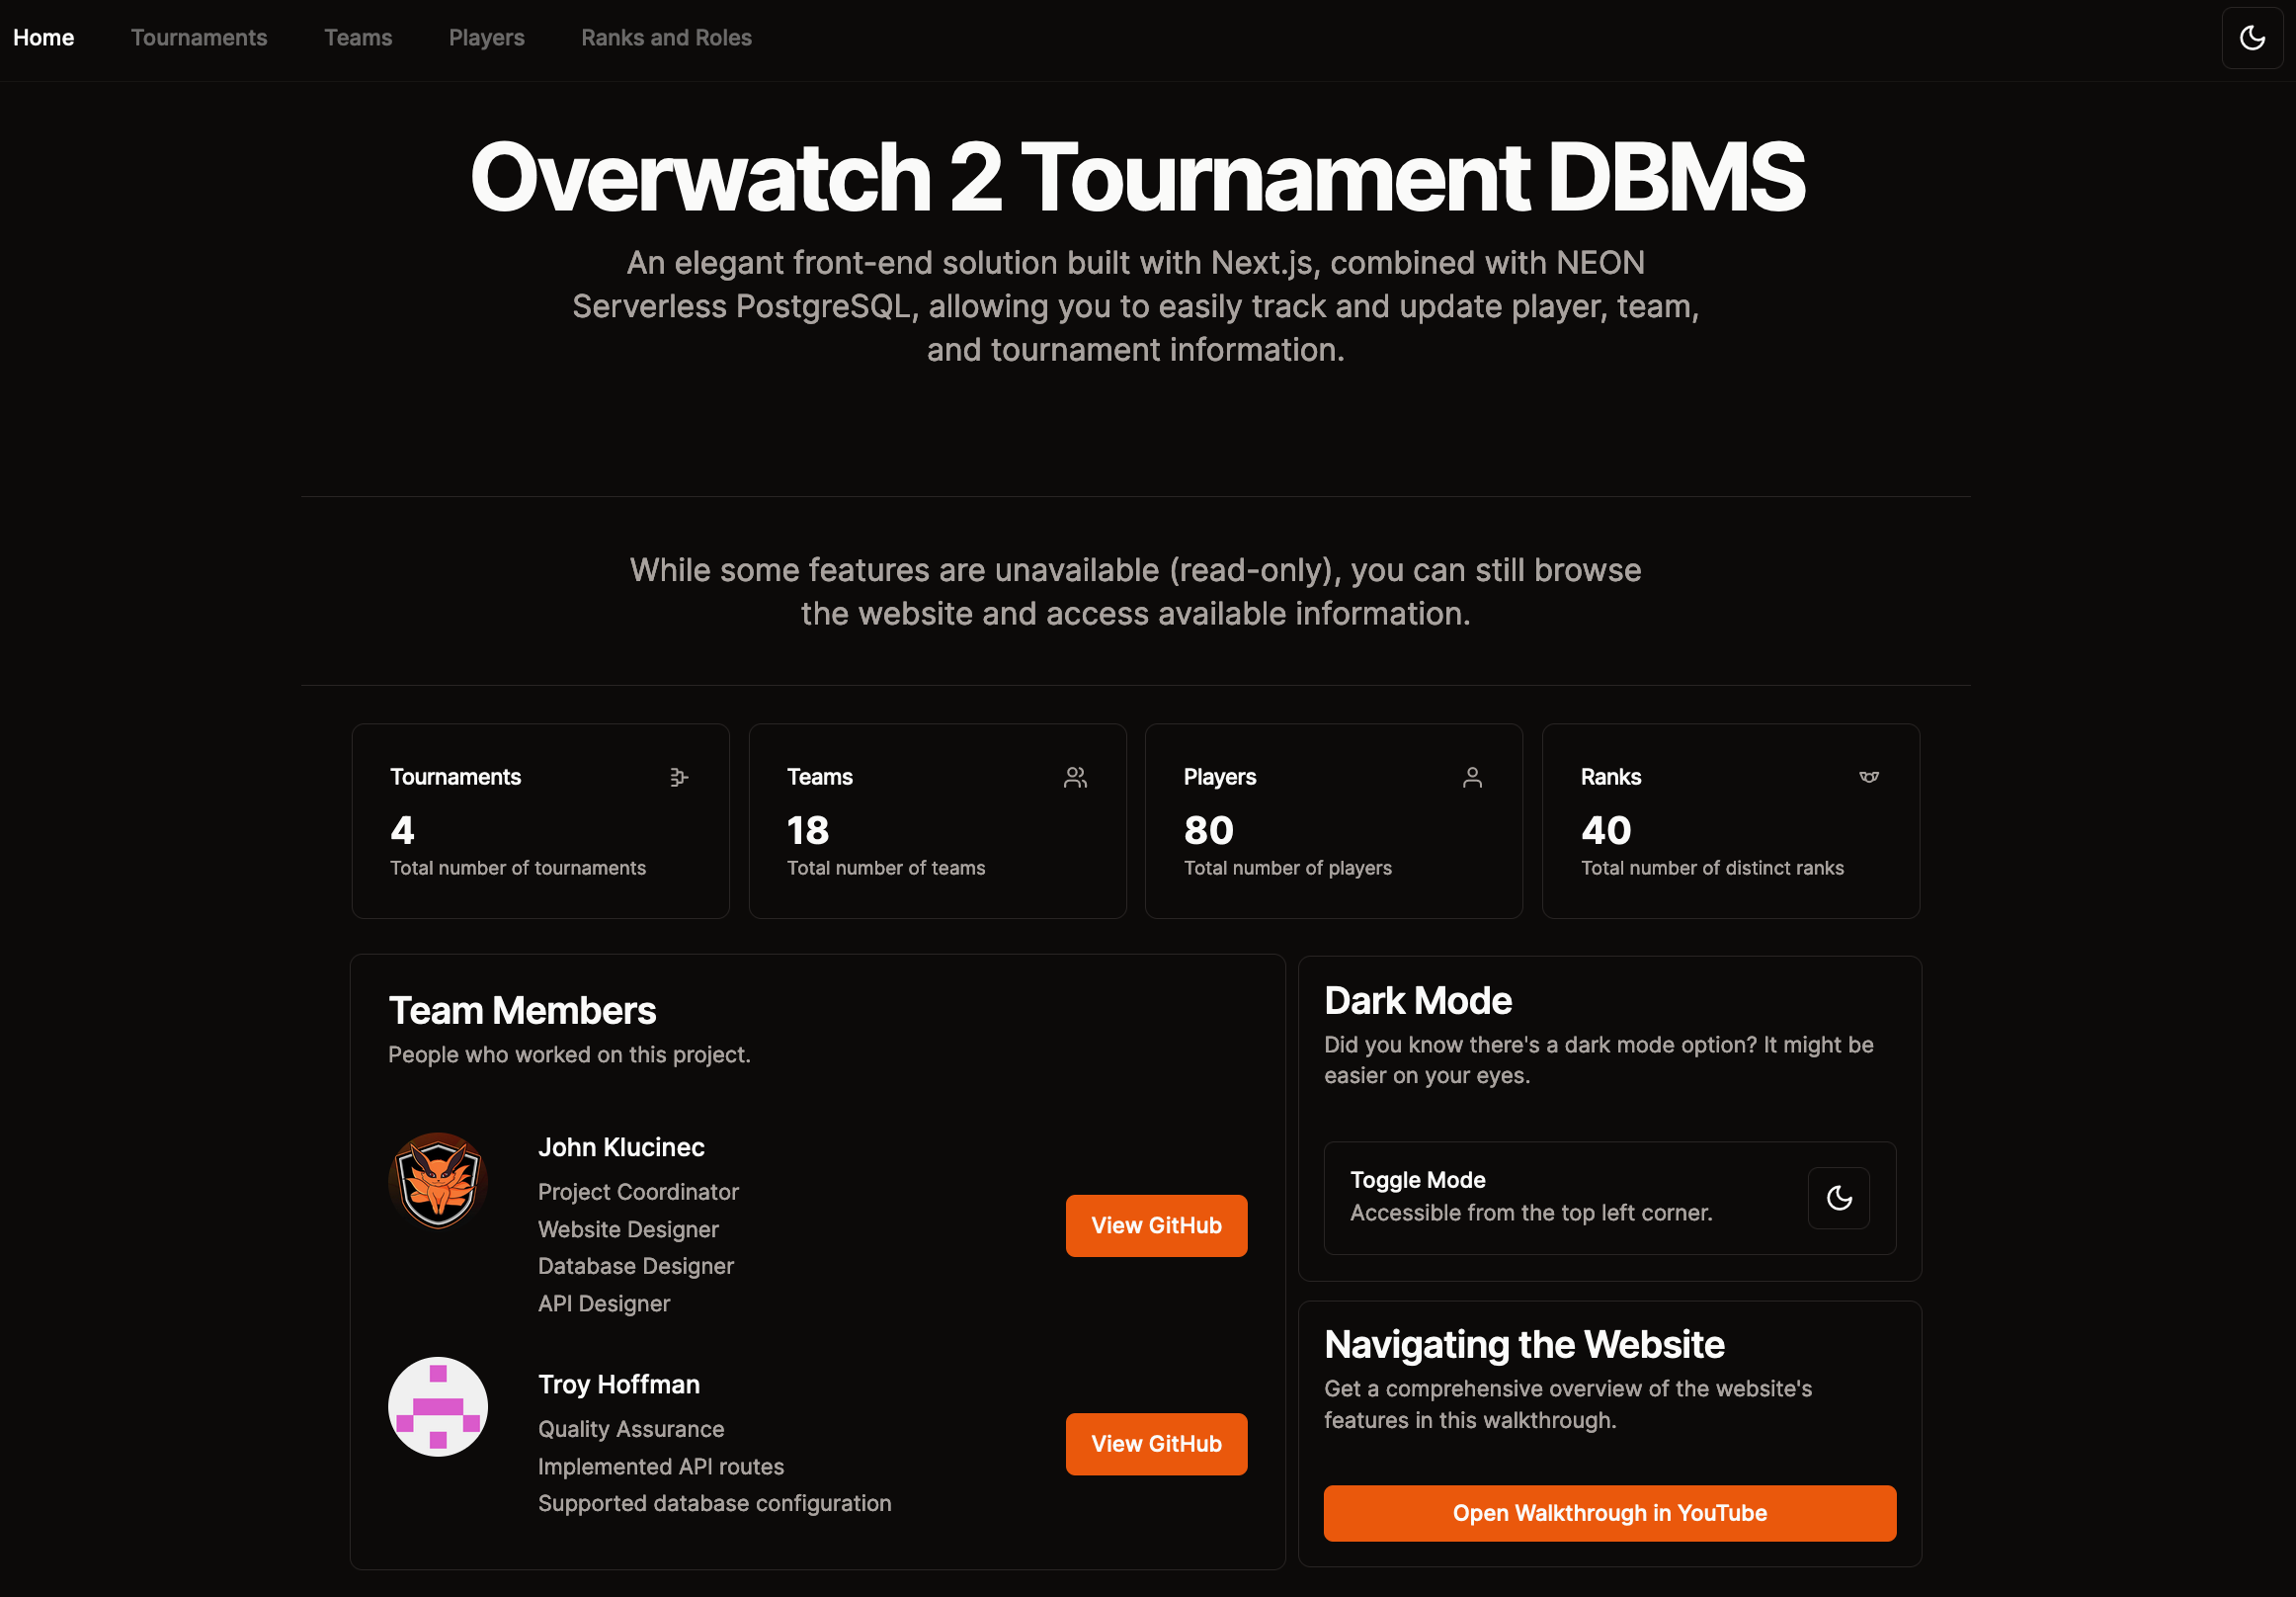 Home
Tournaments
Teams
Players
Ranks and Roles
Overwatch 2 Tournament DBMS
An elegant front-end solution built with Next.js, combined with NEON
Serverless PostgreSQL, allowing you to easily track and update player, team,
and tournament information.
While some features are unavailable (read-only), you can still browse
the website and access available information.
Tournaments
4
Total number of tournaments
Teams
18
Total number of teams
Players
80
Total number of players
Ranks
40
Total number of distinct ranks
Team Members
People who worked on this project.
John Klucinec
Project Coordinator
Website Designer
Database Designer
API Designer
View GitHub
Troy Hoffman
Quality Assurance
Implemented API routes
Supported database configuration
View GitHub
Dark Mode
Did you know there's a dark mode option? It might be
easier on your eyes.
Toggle Mode
Accessible from the top left corner.
Navigating the Website
Get a comprehensive overview of the website's
features in this walkthrough.
Open Walkthrough in YouTube